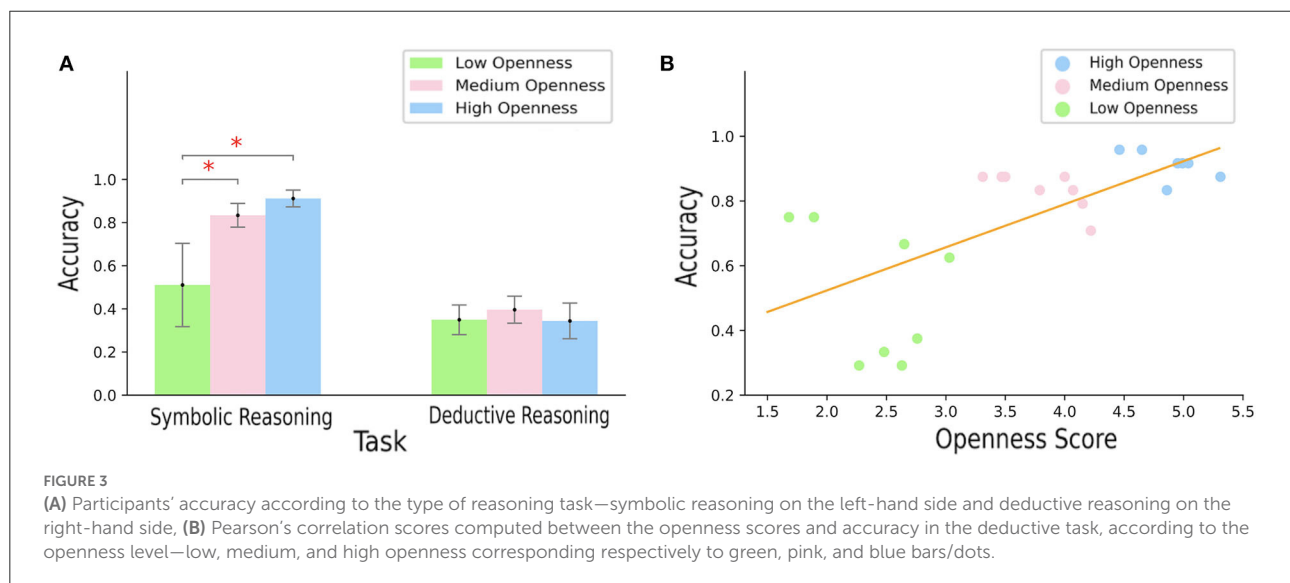 A
Low Openness
Medium Openness
High Openness
*
*
Accuracy
1.0
0.8
0.6
0.4
0.2
0.0
Symbolic Reasoning
Deductive Reasoning
Task
B
High Openness
Medium Openness
Low Openness
Accuracy
1.0
0.8
0.6
0.4
0.2
1.5 2.0 2.5 3.0 3.5 4.0 4.5 5.0 5.5
Openness Score
FIGURE 3
(A) Participants' accuracy according to the type of reasoning task—symbolic reasoning on the left-hand side and deductive reasoning on the
right-hand side, (B) Pearson's correlation scores computed between the openness scores and accuracy in the deductive task, according to the
openness level—low, medium, and high openness corresponding respectively to green, pink, and blue bars/dots.